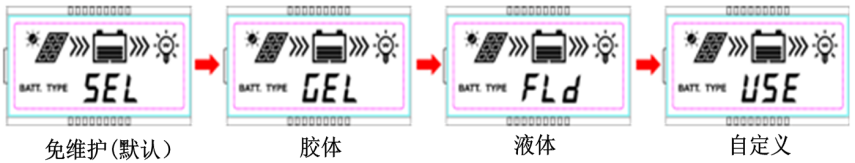 BATT. TYPE SEL
BATT. TYPE GEL
BATT. TYPE FLd
BATT. TYPE USE
免维护(默认）
胶体
液体
自定义